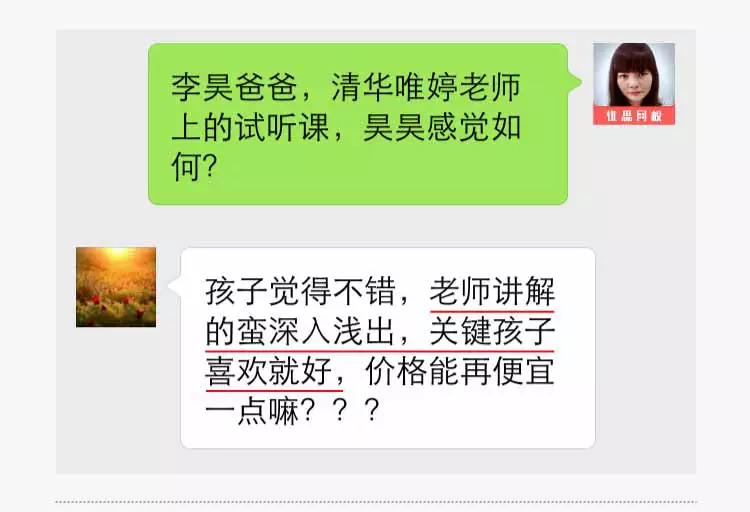 李昊爸爸，清华唯婷老师
上的试听课，昊昊感觉如
何？
优思网校
孩子觉得不错，老师讲解
的蛮深入浅出，关键孩子
喜欢就好，价格能再便宜
一点嘛？？？